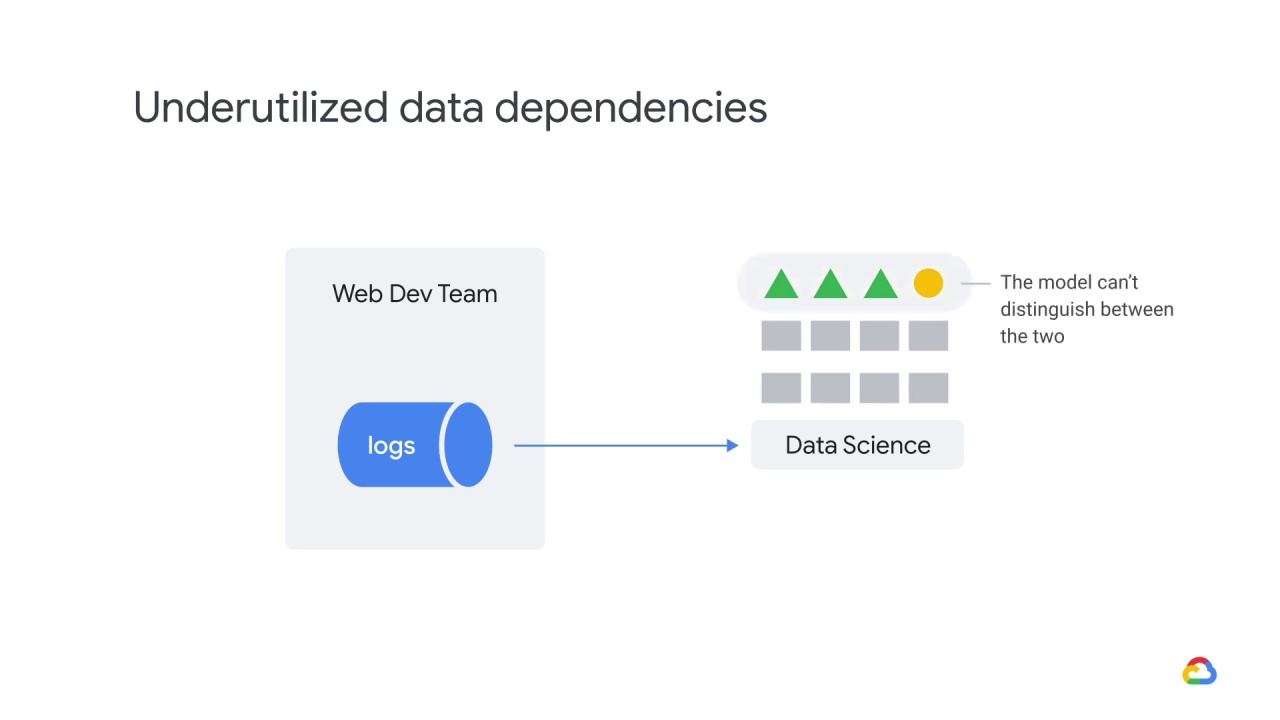 Underutilized data dependencies
Web Dev Team
logs
The model can’t
distinguish between
the two
Data Science